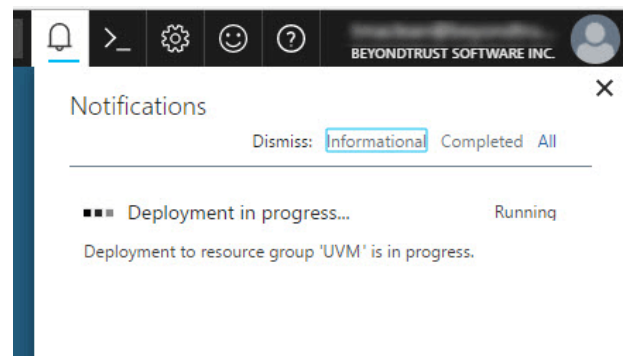 BEYONDTRUST SOFTWARE INC.
Notifications
Dismiss: Informational Completed All
Deployment in progress... Running
Deployment to resource group 'UVM' is in progress.